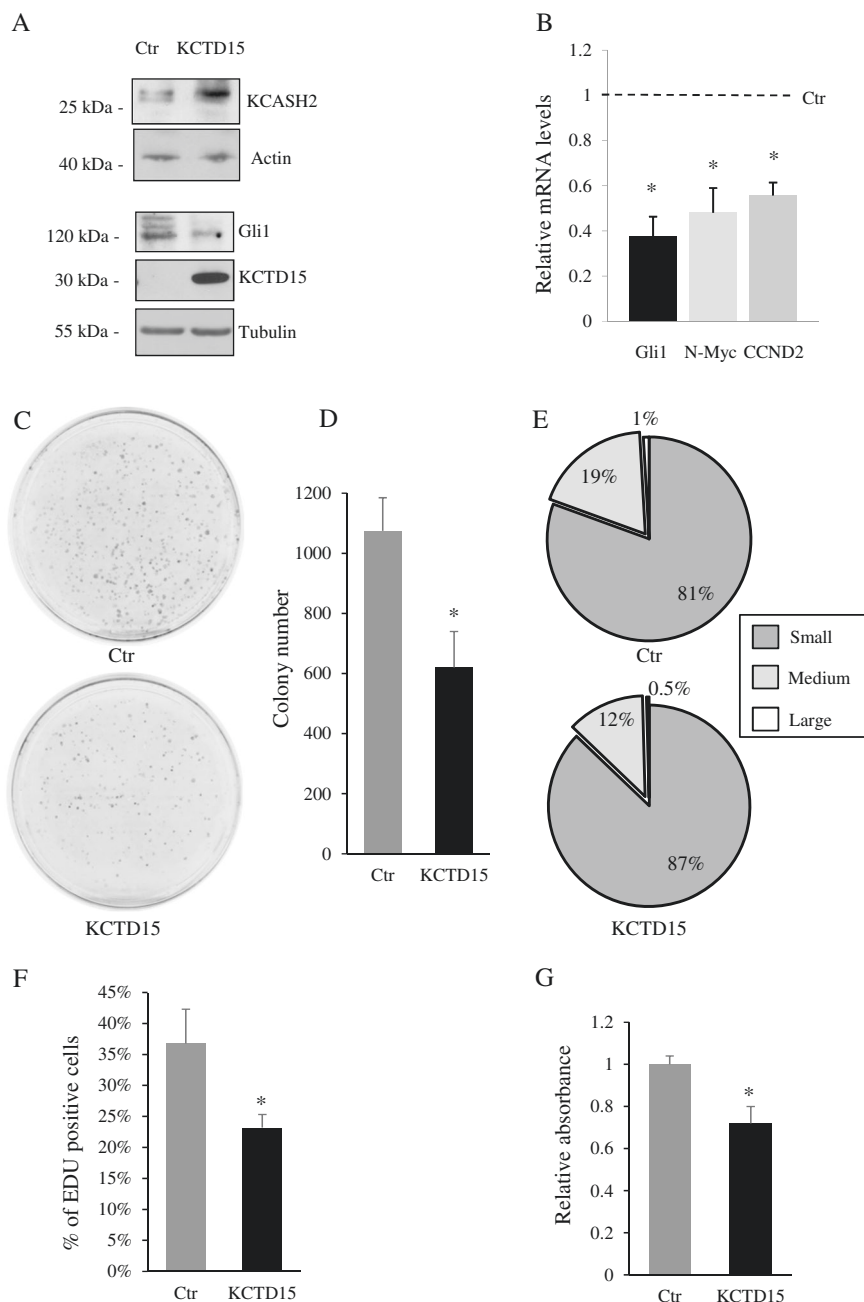 A
Ctr KCTD15
25 kDa -
KCASH2
40 kDa -
Actin
120 kDa -
Gli1
30 kDa -
KCTD15
55 kDa -
Tubulin
B
Relative mRNA levels
1.2
1
0.8
0.6
0.4
0.2
0
Ctr
*
*
*
Gli1 N-Myc CCND2
C
Ctr
KCTD15
D
Colony number
1200
1000
800
600
400
200
0
*
Ctr KCTD15
E
1%
19%
81%
Ctr
0.5%
12%
87%
KCTD15
Small
Medium
Large
F
% of EDU positive cells
45%
40%
35%
30%
25%
20%
15%
10%
5%
0%
*
Ctr KCTD15
G
Relative absorbance
1.2
1
0.8
0.6
0.4
0.2
0
*
Ctr KCTD15